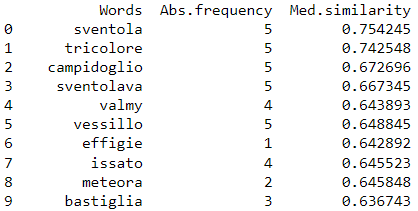 Words Abs.frequency Med.similarity
0 sventola 5 0.754245
1 tricolore 5 0.742548
2 campidoglio 5 0.672696
3 sventolava 5 0.667345
4 valmy 4 0.643893
5 vessillo 5 0.648845
6 effigie 1 0.642892
7 issato 4 0.645523
8 meteora 2 0.645848
9 bastiglia 3 0.636743